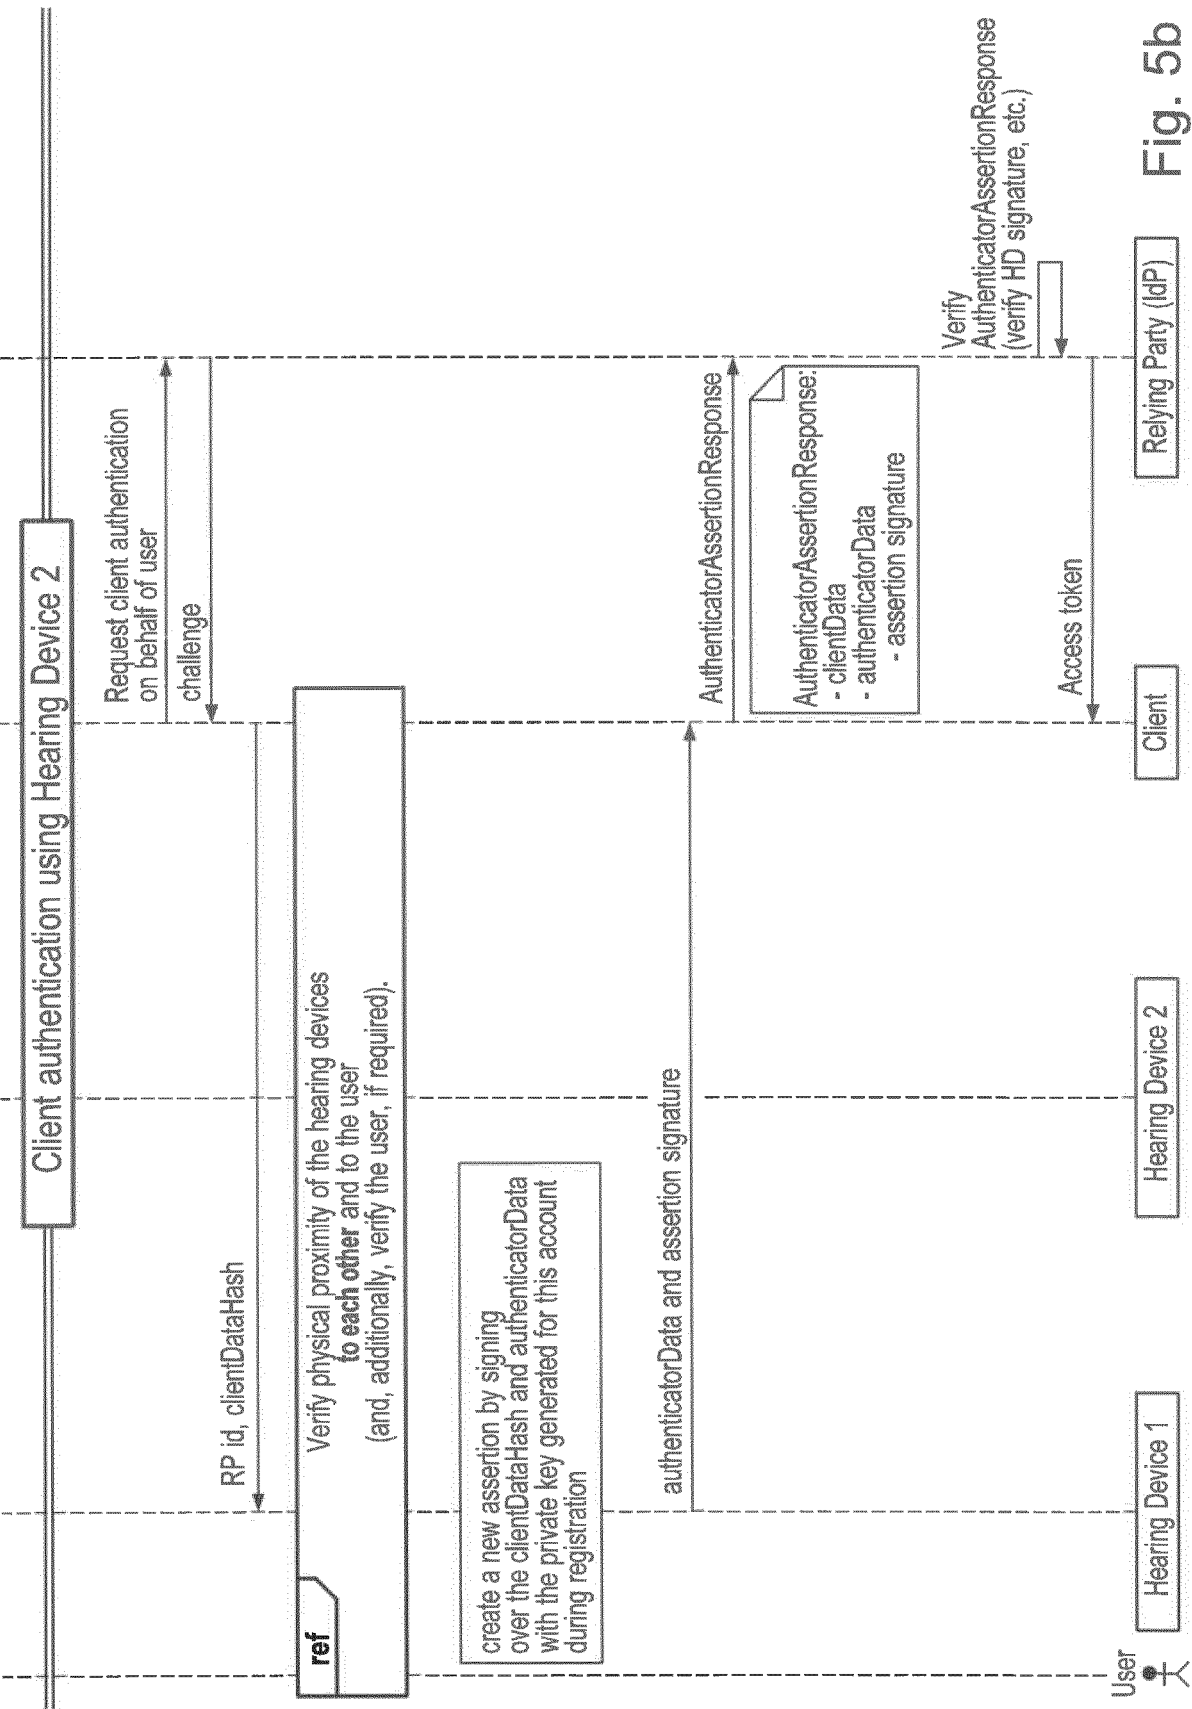 Client authentication using Hearing Device 2
Request client authentication
on behalf of user
challenge
RP id, clientDataHash
ref
Verify physical proximity of the hearing devices
to each other and to the user
(and, additionally, verify the user, if required).
create a new assertion by signing
over the clientDataHash and authenticatorData
with the private key generated for this account
during registration
authenticatorData and assertion signature
AuthenticatorAssertionResponse
AuthenticatorAssertionResponse:
- clientData
- authenticatorData
- assertion signature
Verify
AuthenticatorAssertionResponse
(verify HD signature, etc.)
Access token
User
Hearing Device 1
Hearing Device 2
Client
Relying Party (IdP)
Fig. 5b